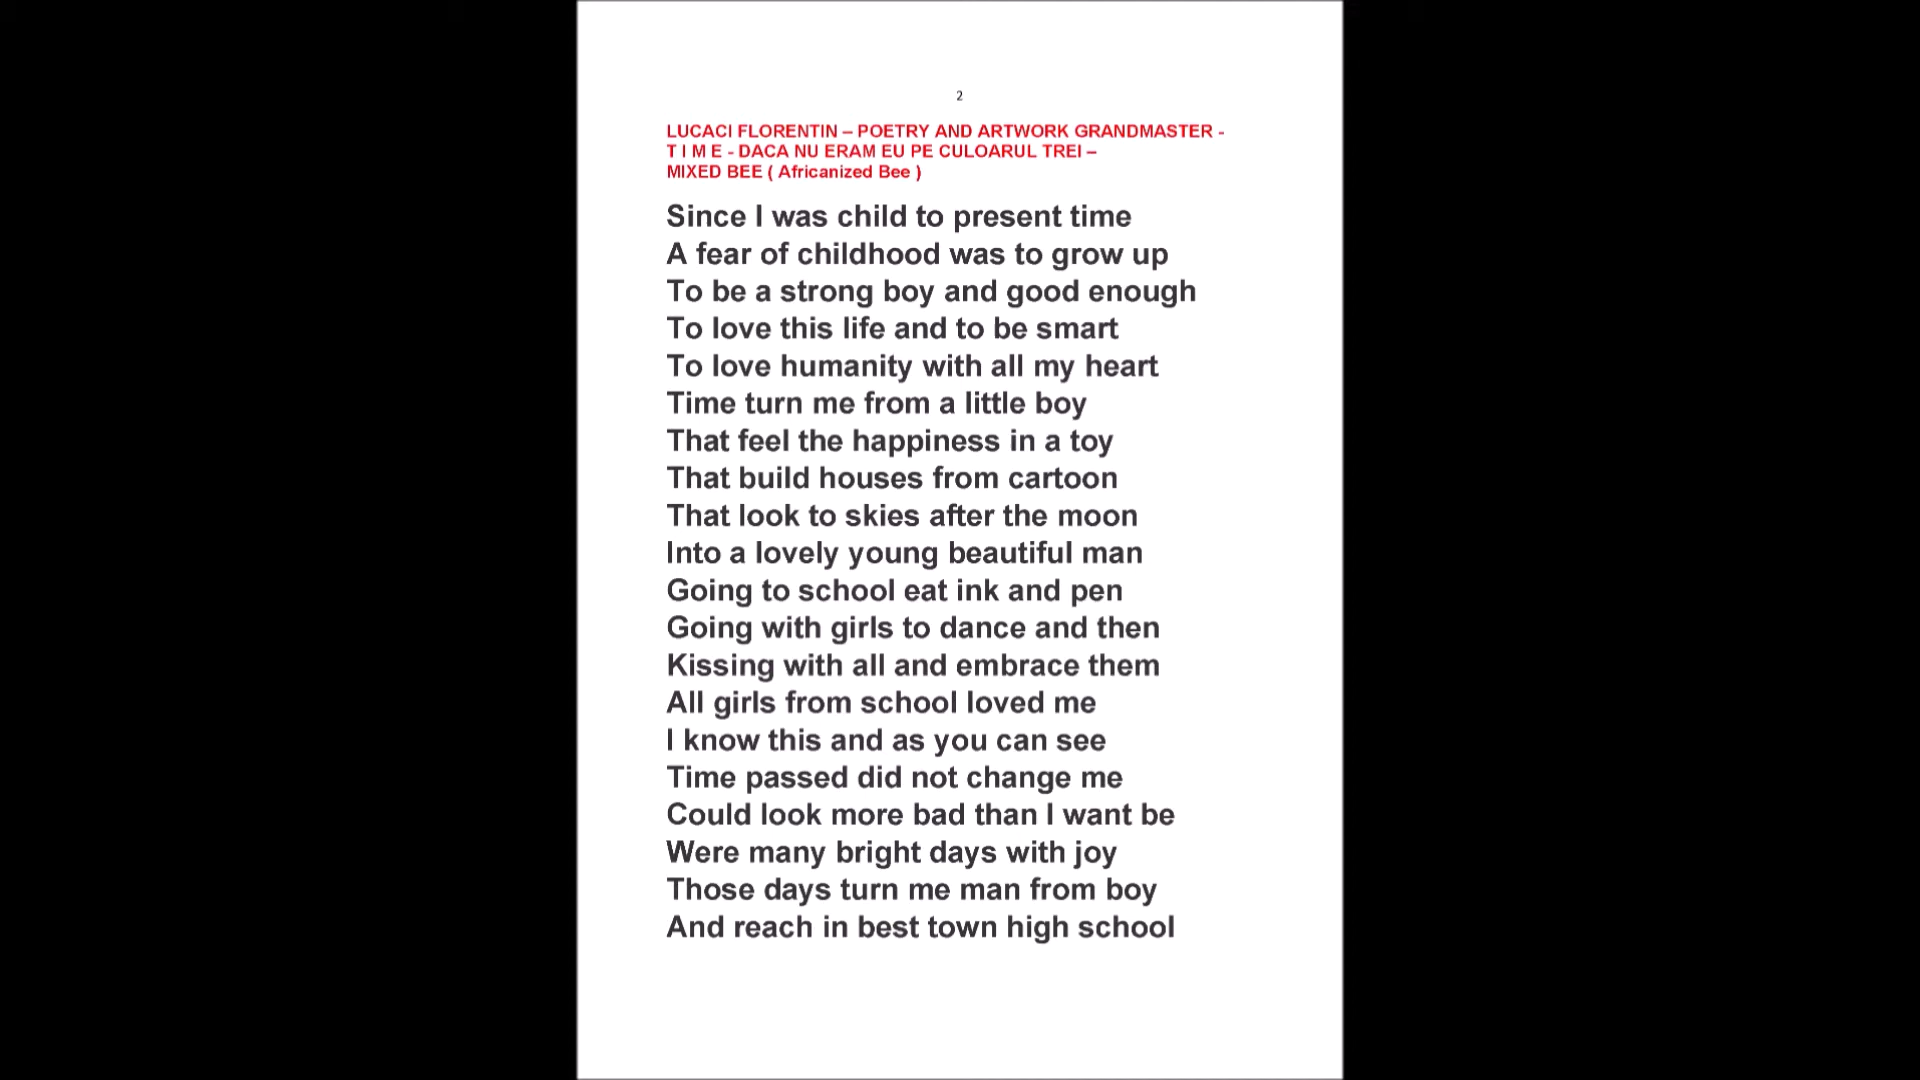 2
LUCACI FLORENTIN – POETRY AND ARTWORK GRANDMASTER -
T I M E - DACA NU ERAM EU PE CULOARUL TREI –
MIXED BEE ( Africanized Bee )
Since I was child to present time
A fear of childhood was to grow up
To be a strong boy and good enough
To love this life and to be smart
To love humanity with all my heart
Time turn me from a little boy
That feel the happiness in a toy
That build houses from cartoon
That look to skies after the moon
Into a lovely young beautiful man
Going to school eat ink and pen
Going with girls to dance and then
Kissing with all and embrace them
All girls from school loved me
I know this and as you can see
Time passed did not change me
Could look more bad than I want be
Were many bright days with joy
Those days turn me man from boy
And reach in best town high school